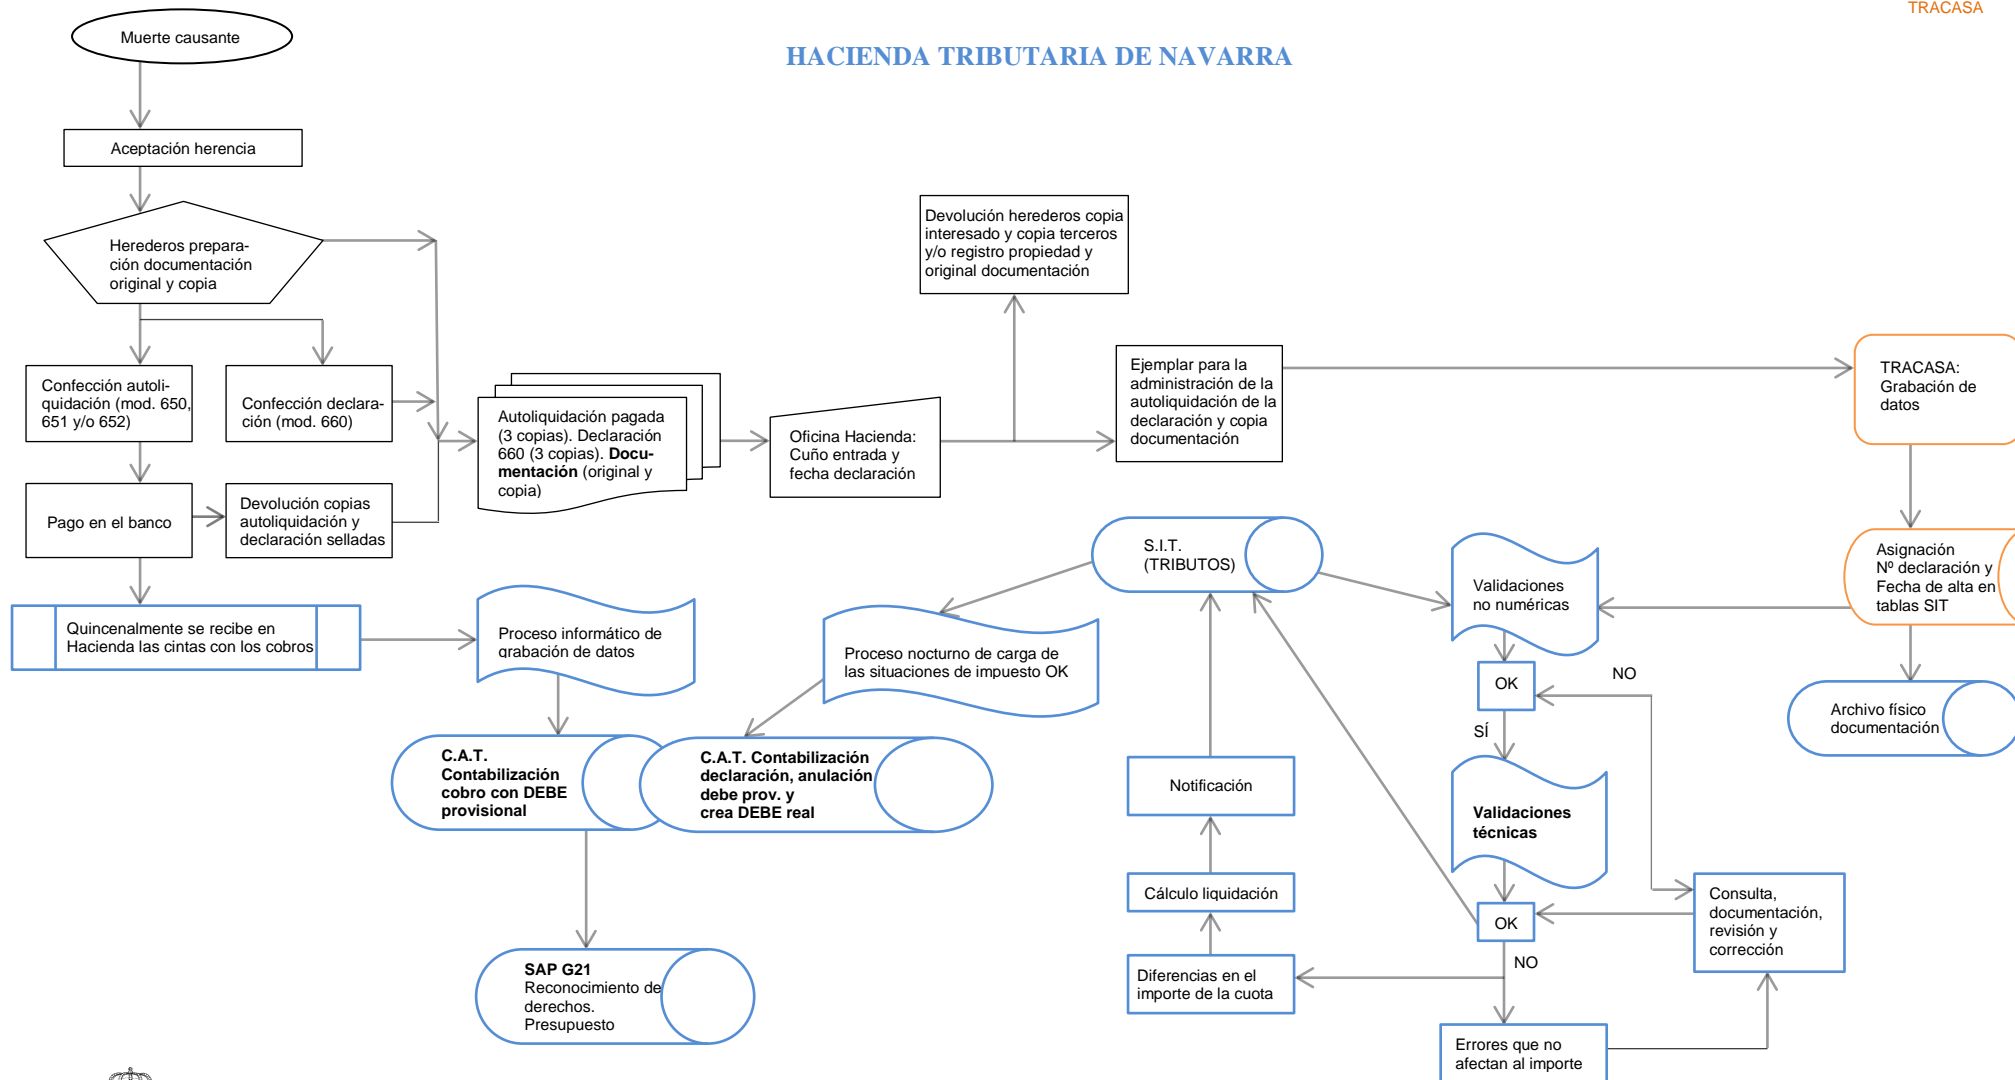 TRACASA
HACIENDA TRIBUTARIA DE NAVARRA
Muerte causante
Aceptación herencia
Herederos prepara-
ción documentación
original y copia
Confección autoli-
quidación (mod. 650,
651 y/o 652)
Confección declara-
ción (mod. 660)
Pago en el banco
Devolución copias
autoliquidación y
declaración selladas
Autoliquidación pagada
(3 copias). Declaración
660 (3 copias). Docu-
mentación (original y
copia)
Oficina Hacienda:
Cuño entrada y
fecha declaración
Devolución herederos copia
interesado y copia terceros
y/o registro propiedad y
original documentación
Ejemplar para la
administración de la
autoliquidación de la
declaración y copia
documentación
TRACASA:
Grabación de
datos
Asignación
Nº declaración y
Fecha de alta en
tablas SIT
Archivo físico
documentación
Quincenalmente se recibe en
Hacienda las cintas con los cobros
Proceso informático de
grabación de datos
S.I.T.
(TRIBUTOS)
Proceso nocturno de carga de
las situaciones de impuesto OK
C.A.T.
Contabilización
cobro con DEBE
provisional
C.A.T. Contabilización
declaración, anulación
debe prov. y
crea DEBE real
SAP G21
Reconocimiento de
derechos.
Presupuesto
Validaciones
no numéricas
OK
NO
SÍ
Validaciones
técnicas
OK
NO
Consulta,
documentación,
revisión y
corrección
Notificación
Cálculo liquidación
Diferencias en el
importe de la cuota
Errores que no
afectan al importe